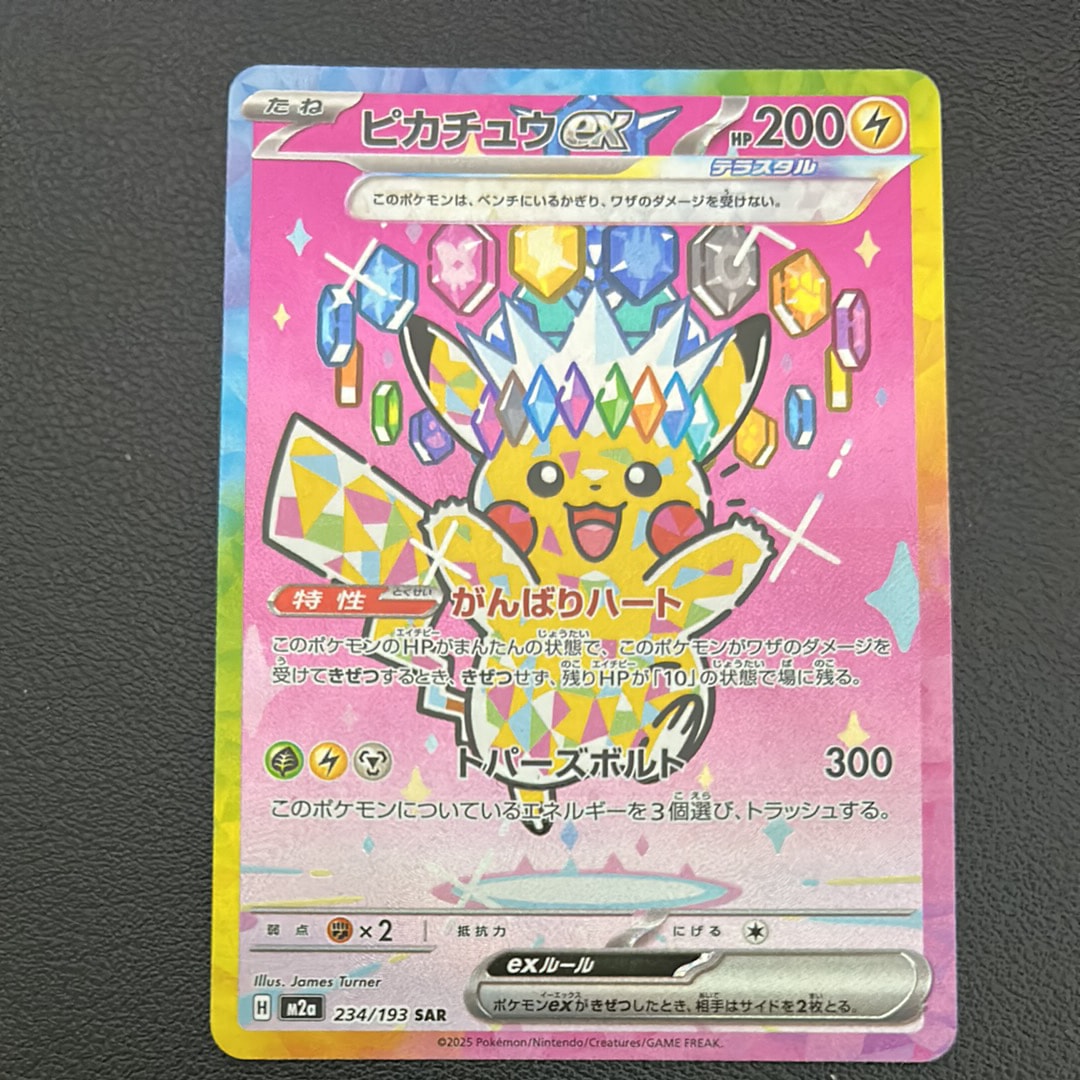 たね ピカチュウex HP200
テラスタル
このポケモンは、ベンチにいるかぎり、ワザのダメージを受けない。
特性 とくせい がんばりハート
このポケモンのHPがまんたんの状態で、このポケモンがワザのダメージを
受けてきぜつするとき、きぜつせず、残りHPが「10」の状態で場に残る。
トパーズボルト 300
このポケモンについているエネルギーを3個選び、トラッシュする。
弱点 ×2 抵抗力 にげる
exルール
ポケモンexがきぜつしたとき、相手はサイドを2枚とる。
Illus. James Turner
H M2a 234/193 SAR
©2025 Pokémon/Nintendo/Creatures/GAME FREAK.